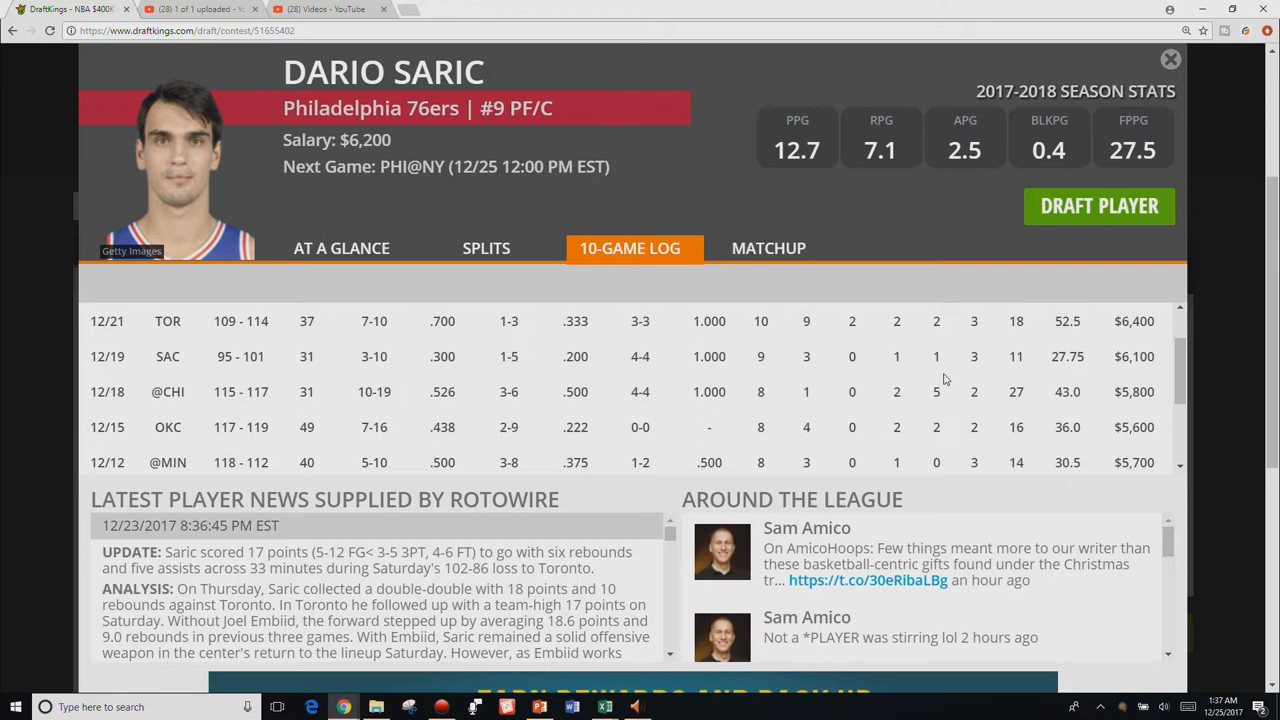 DraftKings - NBA $400K
(28) 1 of 1 uploaded - Yo
(28) Videos - YouTube
https://www.draftkings.com/draft/contest/51655402
DARIO SARIC
Philadelphia 76ers | #9 PF/C
Salary: $6,200
Next Game: PHI@NY (12/25 12:00 PM EST)
Getty Images
2017-2018 SEASON STATS
PPG RPG APG BLKPG FPPG
12.7 7.1 2.5 0.4 27.5
DRAFT PLAYER
AT A GLANCE SPLITS 10-GAME LOG MATCHUP
12/21 TOR 109 - 114 37 7-10 .700 1-3 .333 3-3 1.000 10 9 2 2 2 3 18 52.5 $6,400
12/19 SAC 95 - 101 31 3-10 .300 1-5 .200 4-4 1.000 9 3 0 1 1 3 11 27.75 $6,100
12/18 @CHI 115 - 117 31 10-19 .526 3-6 .500 4-4 1.000 8 1 0 2 5 2 27 43.0 $5,800
12/15 OKC 117 - 119 49 7-16 .438 2-9 .222 0-0 - 8 4 0 2 2 2 16 36.0 $5,600
12/12 @MIN 118 - 112 40 5-10 .500 3-8 .375 1-2 .500 8 3 0 1 0 3 14 30.5 $5,700
LATEST PLAYER NEWS SUPPLIED BY ROTOWIRE
12/23/2017 8:36:45 PM EST
UPDATE: Saric scored 17 points (5-12 FG< 3-5 3PT, 4-6 FT) to go with six rebounds
and five assists across 33 minutes during Saturday's 102-86 loss to Toronto.
ANALYSIS: On Thursday, Saric collected a double-double with 18 points and 10
rebounds against Toronto. In Toronto he followed up with a team-high 17 points on
Saturday. Without Joel Embiid, the forward stepped up by averaging 18.6 points and
9.0 rebounds in previous three games. With Embiid, Saric remained a solid offensive
weapon in the center's return to the lineup Saturday. However, as Embiid works
AROUND THE LEAGUE
Sam Amico
On AmicoHoops: Few things meant more to our writer than
these basketball-centric gifts found under the Christmas
tr... https://t.co/30eRibaLBg an hour ago
Sam Amico
Not a *PLAYER was stirring lol 2 hours ago
EARN REWARDS AND BACK UP
Type here to search
1:37 AM
12/25/2017